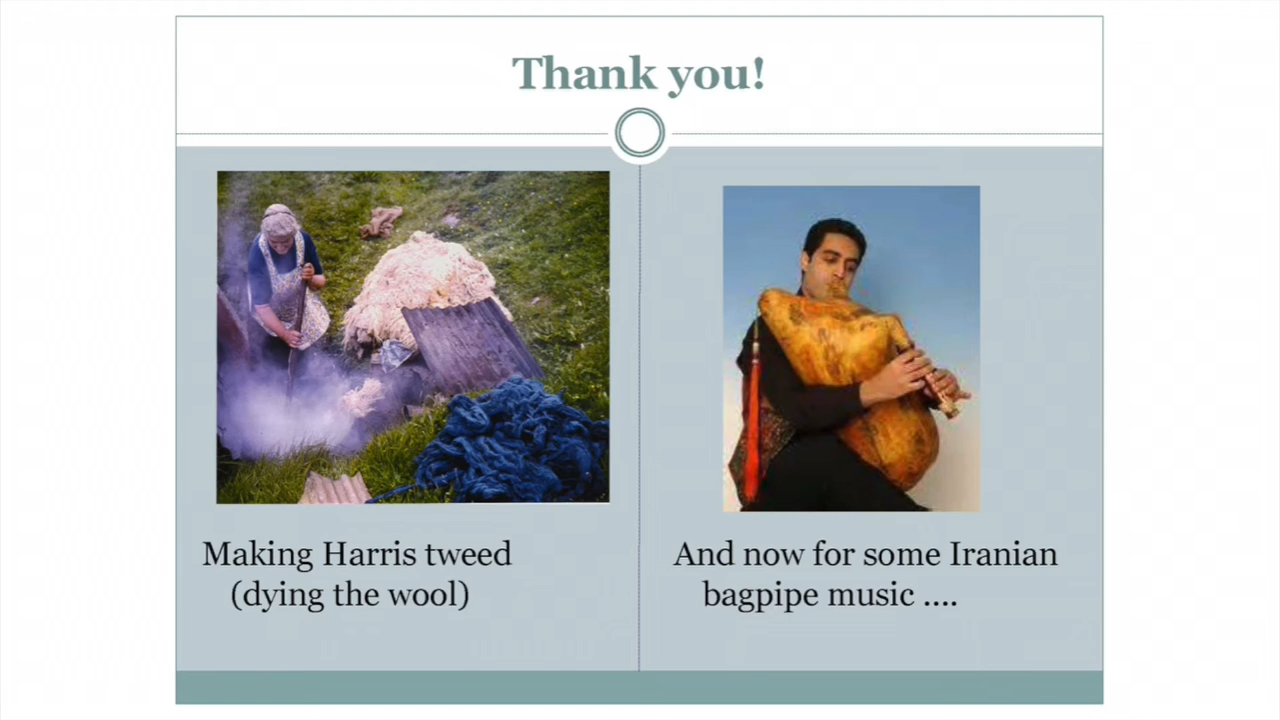 Thank you!
Making Harris tweed
(dying the wool)
And now for some Iranian
bagpipe music ....